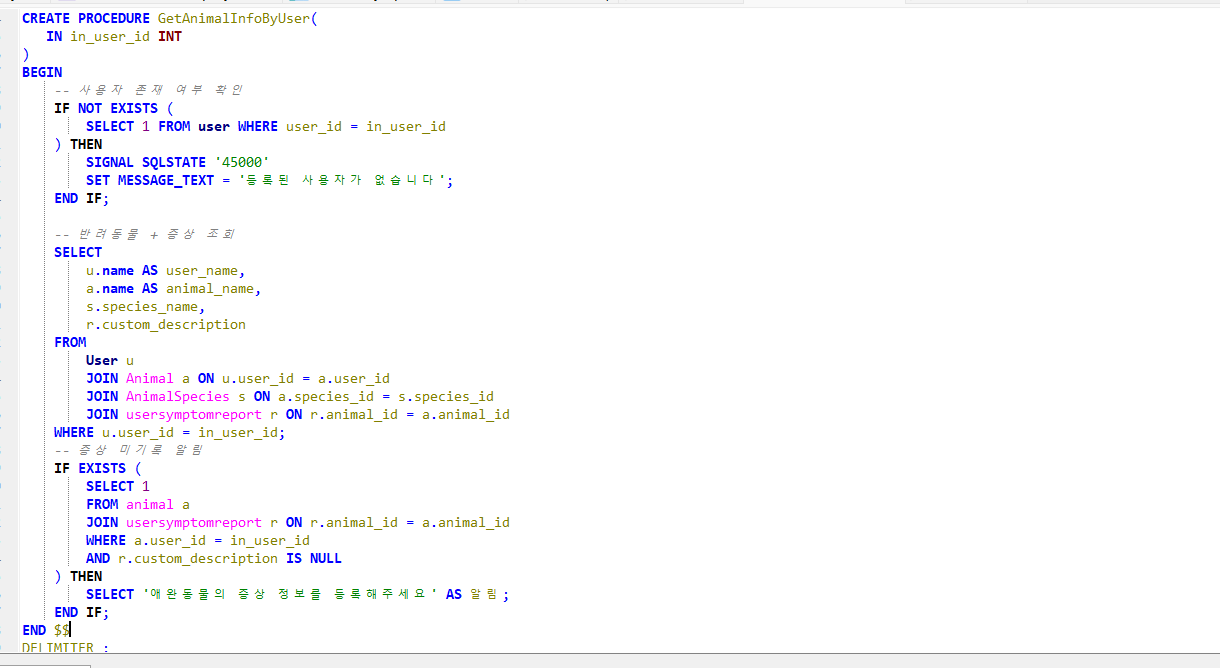 CREATE PROCEDURE GetAnimalInfoByUser(
IN in_user_id INT
)
BEGIN
-- 사용자 존재 여부 확인
IF NOT EXISTS (
SELECT 1 FROM user WHERE user_id = in_user_id
) THEN
SIGNAL SQLSTATE '45000'
SET MESSAGE_TEXT = '등록된 사용자가 없습니다';
END IF;
-- 반려동물 + 증상 조회
SELECT
u.name AS user_name,
a.name AS animal_name,
s.species_name,
r.custom_description
FROM
User u
JOIN Animal a ON u.user_id = a.user_id
JOIN AnimalSpecies s ON a.species_id = s.species_id
JOIN usersymptomreport r ON r.animal_id = a.animal_id
WHERE u.user_id = in_user_id;
-- 증상 미기록 알림
IF EXISTS (
SELECT 1
FROM animal a
JOIN usersymptomreport r ON r.animal_id = a.animal_id
WHERE a.user_id = in_user_id
AND r.custom_description IS NULL
) THEN
SELECT '애완동물의 증상 정보를 등록해주세요' AS 알림;
END IF;
END $$
DELIMITER ;